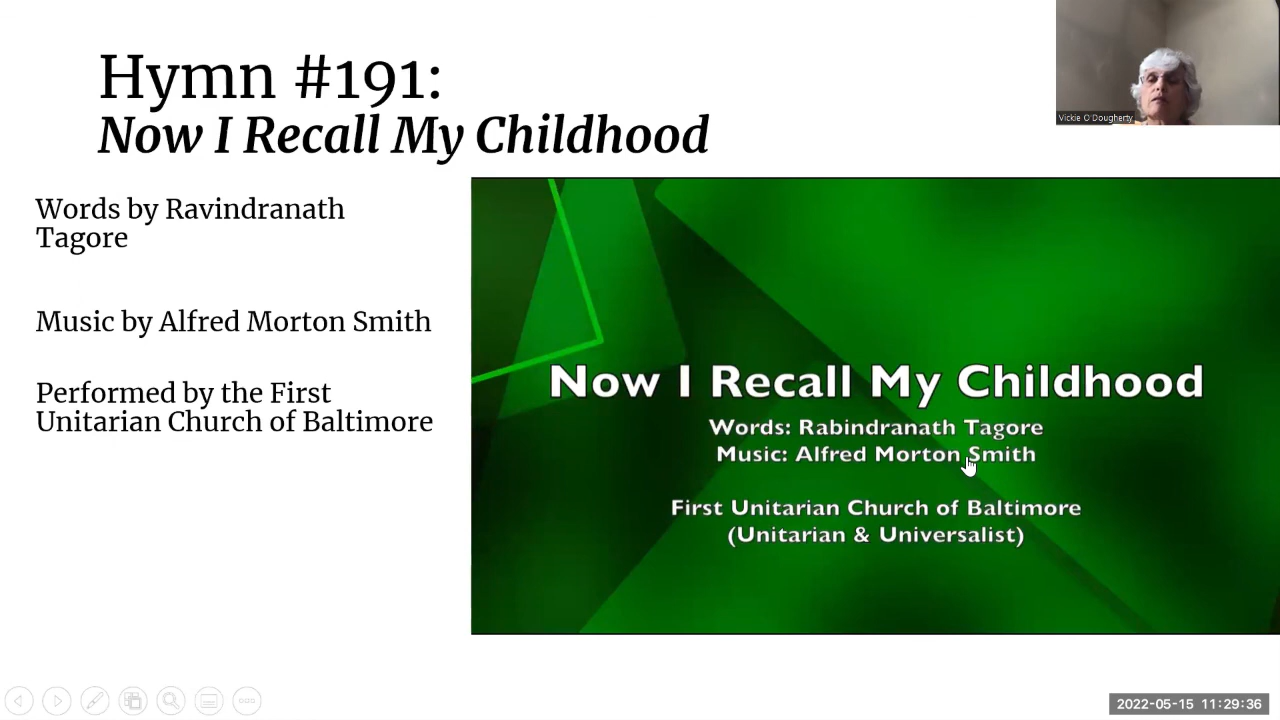 Hymn #191:
Now I Recall My Childhood
Vickie O'Dougherty
Words by Ravindranath
Tagore
Music by Alfred Morton Smith
Performed by the First
Unitarian Church of Baltimore
Now I Recall My Childhood
Words: Rabindranath Tagore
Music: Alfred Morton Smith
First Unitarian Church of Baltimore
(Unitarian & Universalist)
2022-05-15 11:29:36